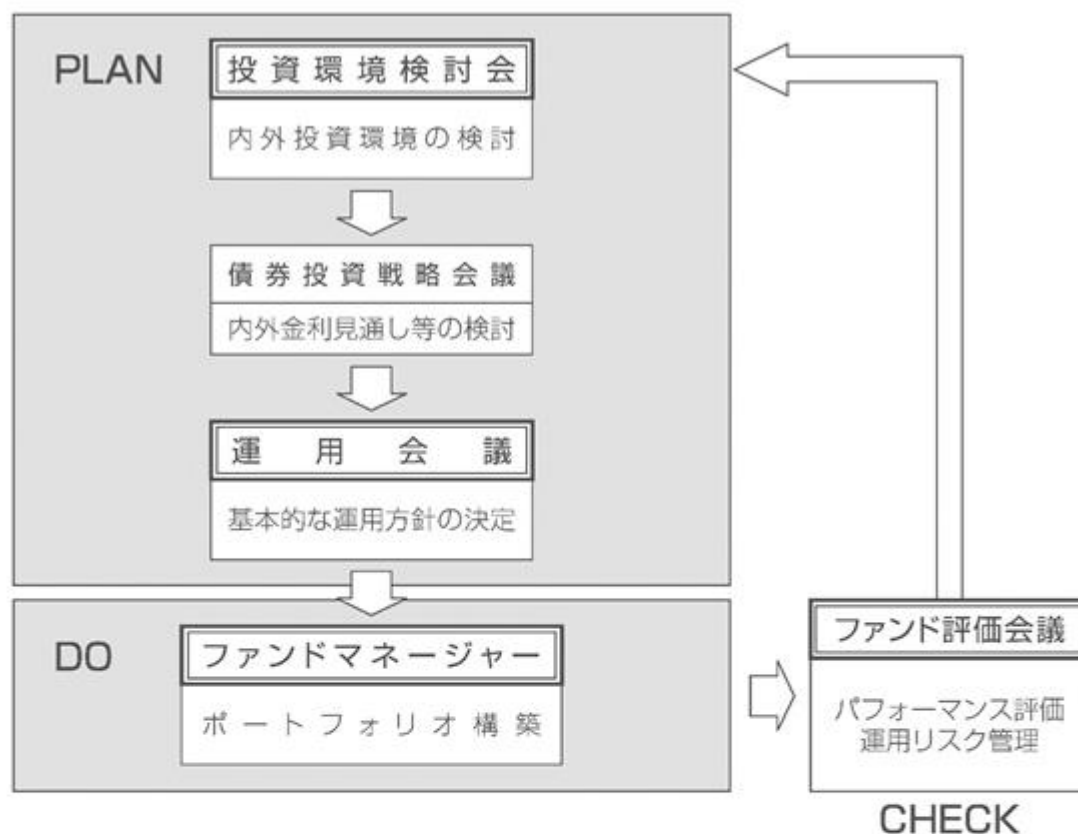 PLAN
投資環境検討会
内外投資環境の検討
債券投資戦略会議
内外金利見通し等の検討
運用会議
基本的な運用方針の決定
DO
ファンドマネージャー
ポートフォリオ構築
ファンド評価会議
パフォーマンス評価
運用リスク管理
CHECK